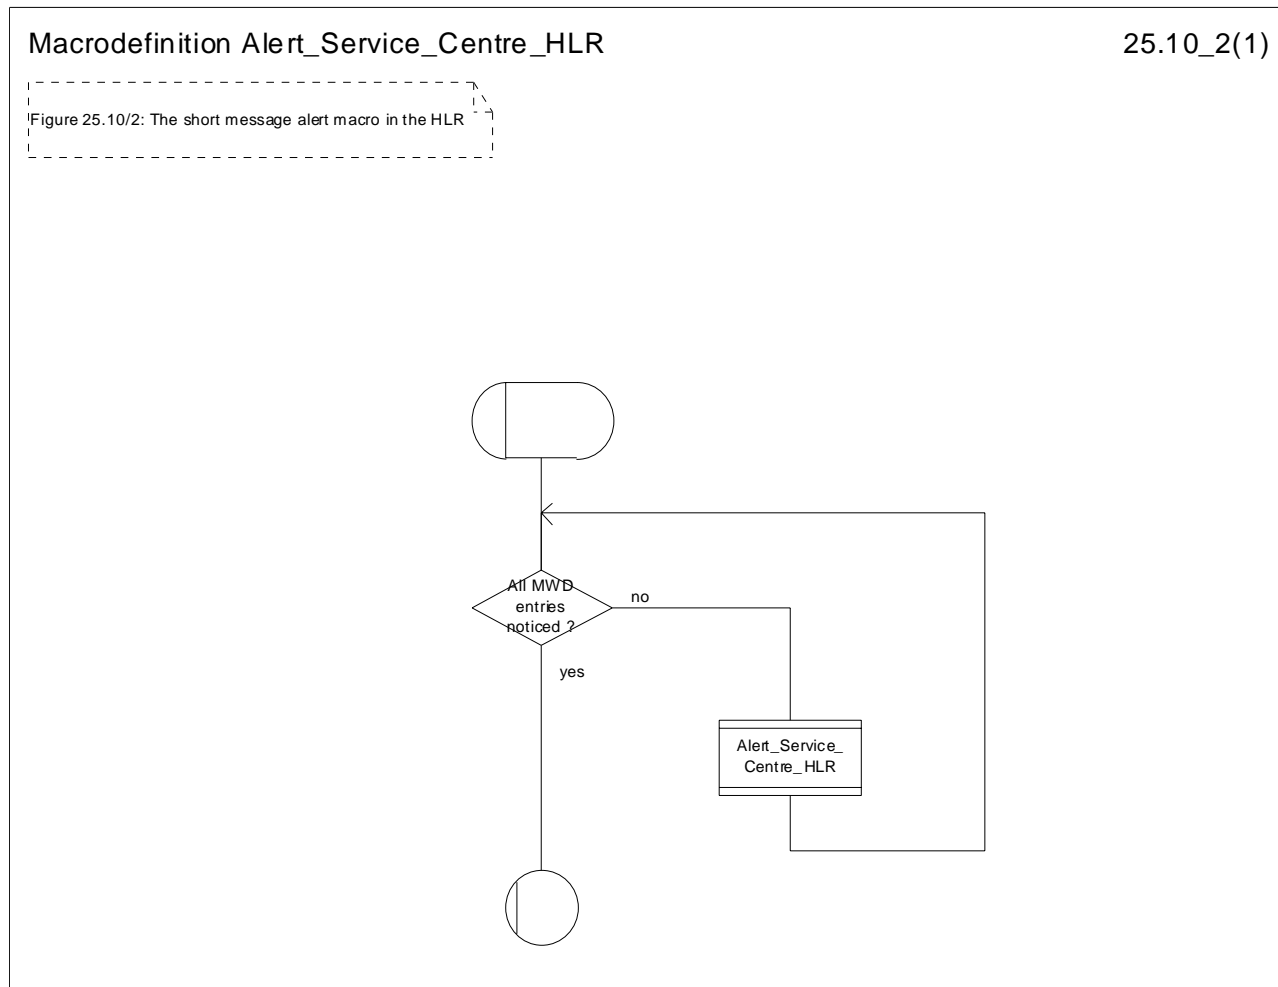 Macrodefinition Alert_Service_Centre_HLR
25.10_2(1)
Figure 25.10/2: The short message alert macro in the HLR
All MWD
entries
noticed ?
no
yes
Alert_Service_
Centre_HLR